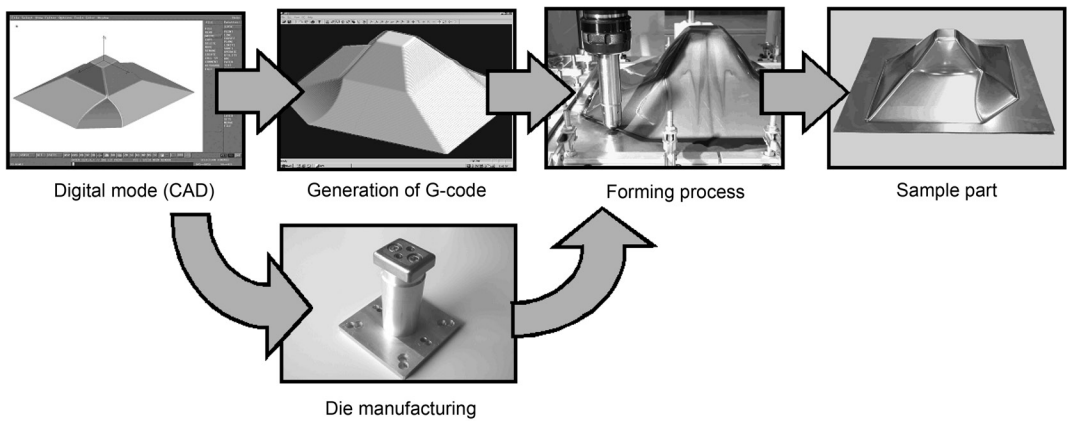 Digital mode (CAD)
Generation of G-code
Forming process
Sample part
Die manufacturing